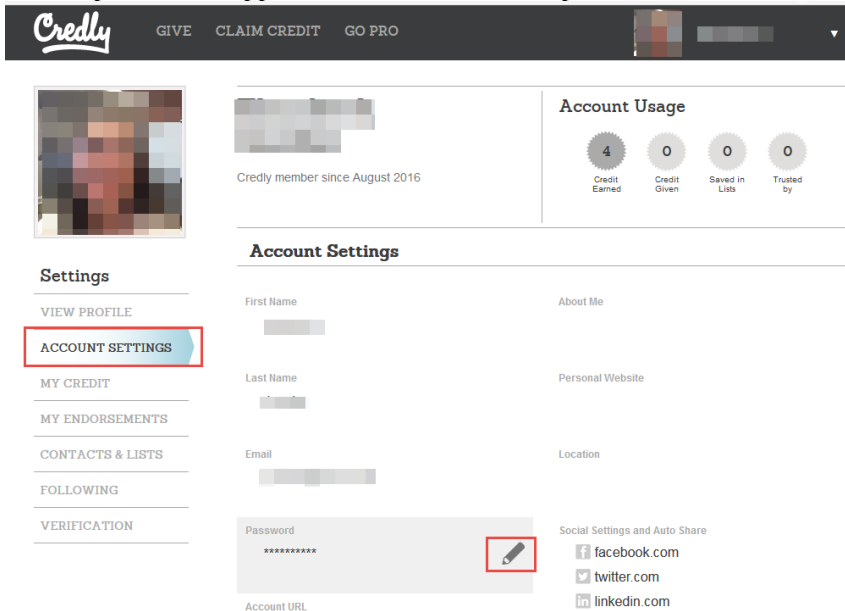 Credly GIVE CLAIM CREDIT GO PRO
Account Usage
4 0 0 0
Credit Earned
Credit Given
Saved in Lists
Trusted by
Credly member since August 2016
Account Settings
Settings
VIEW PROFILE
ACCOUNT SETTINGS
MY CREDIT
MY ENDORSEMENTS
CONTACTS & LISTS
FOLLOWING
VERIFICATION
First Name
About Me
Last Name
Personal Website
Email
Location
Password
**********
Social Settings and Auto Share
facebook.com
twitter.com
linkedin.com
Account URL